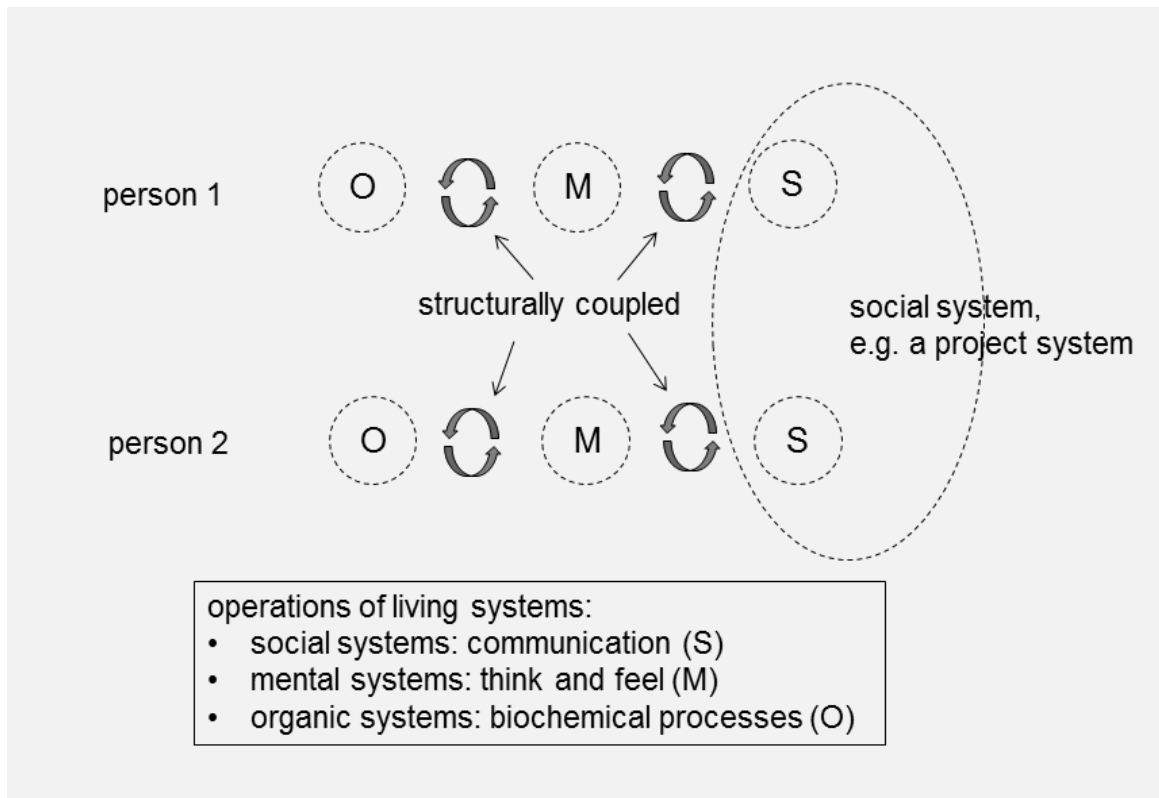 person 1 O M S
structurally coupled
social system,
e.g. a project system
person 2 O M S
operations of living systems:
• social systems: communication (S)
• mental systems: think and feel (M)
• organic systems: biochemical processes (O)